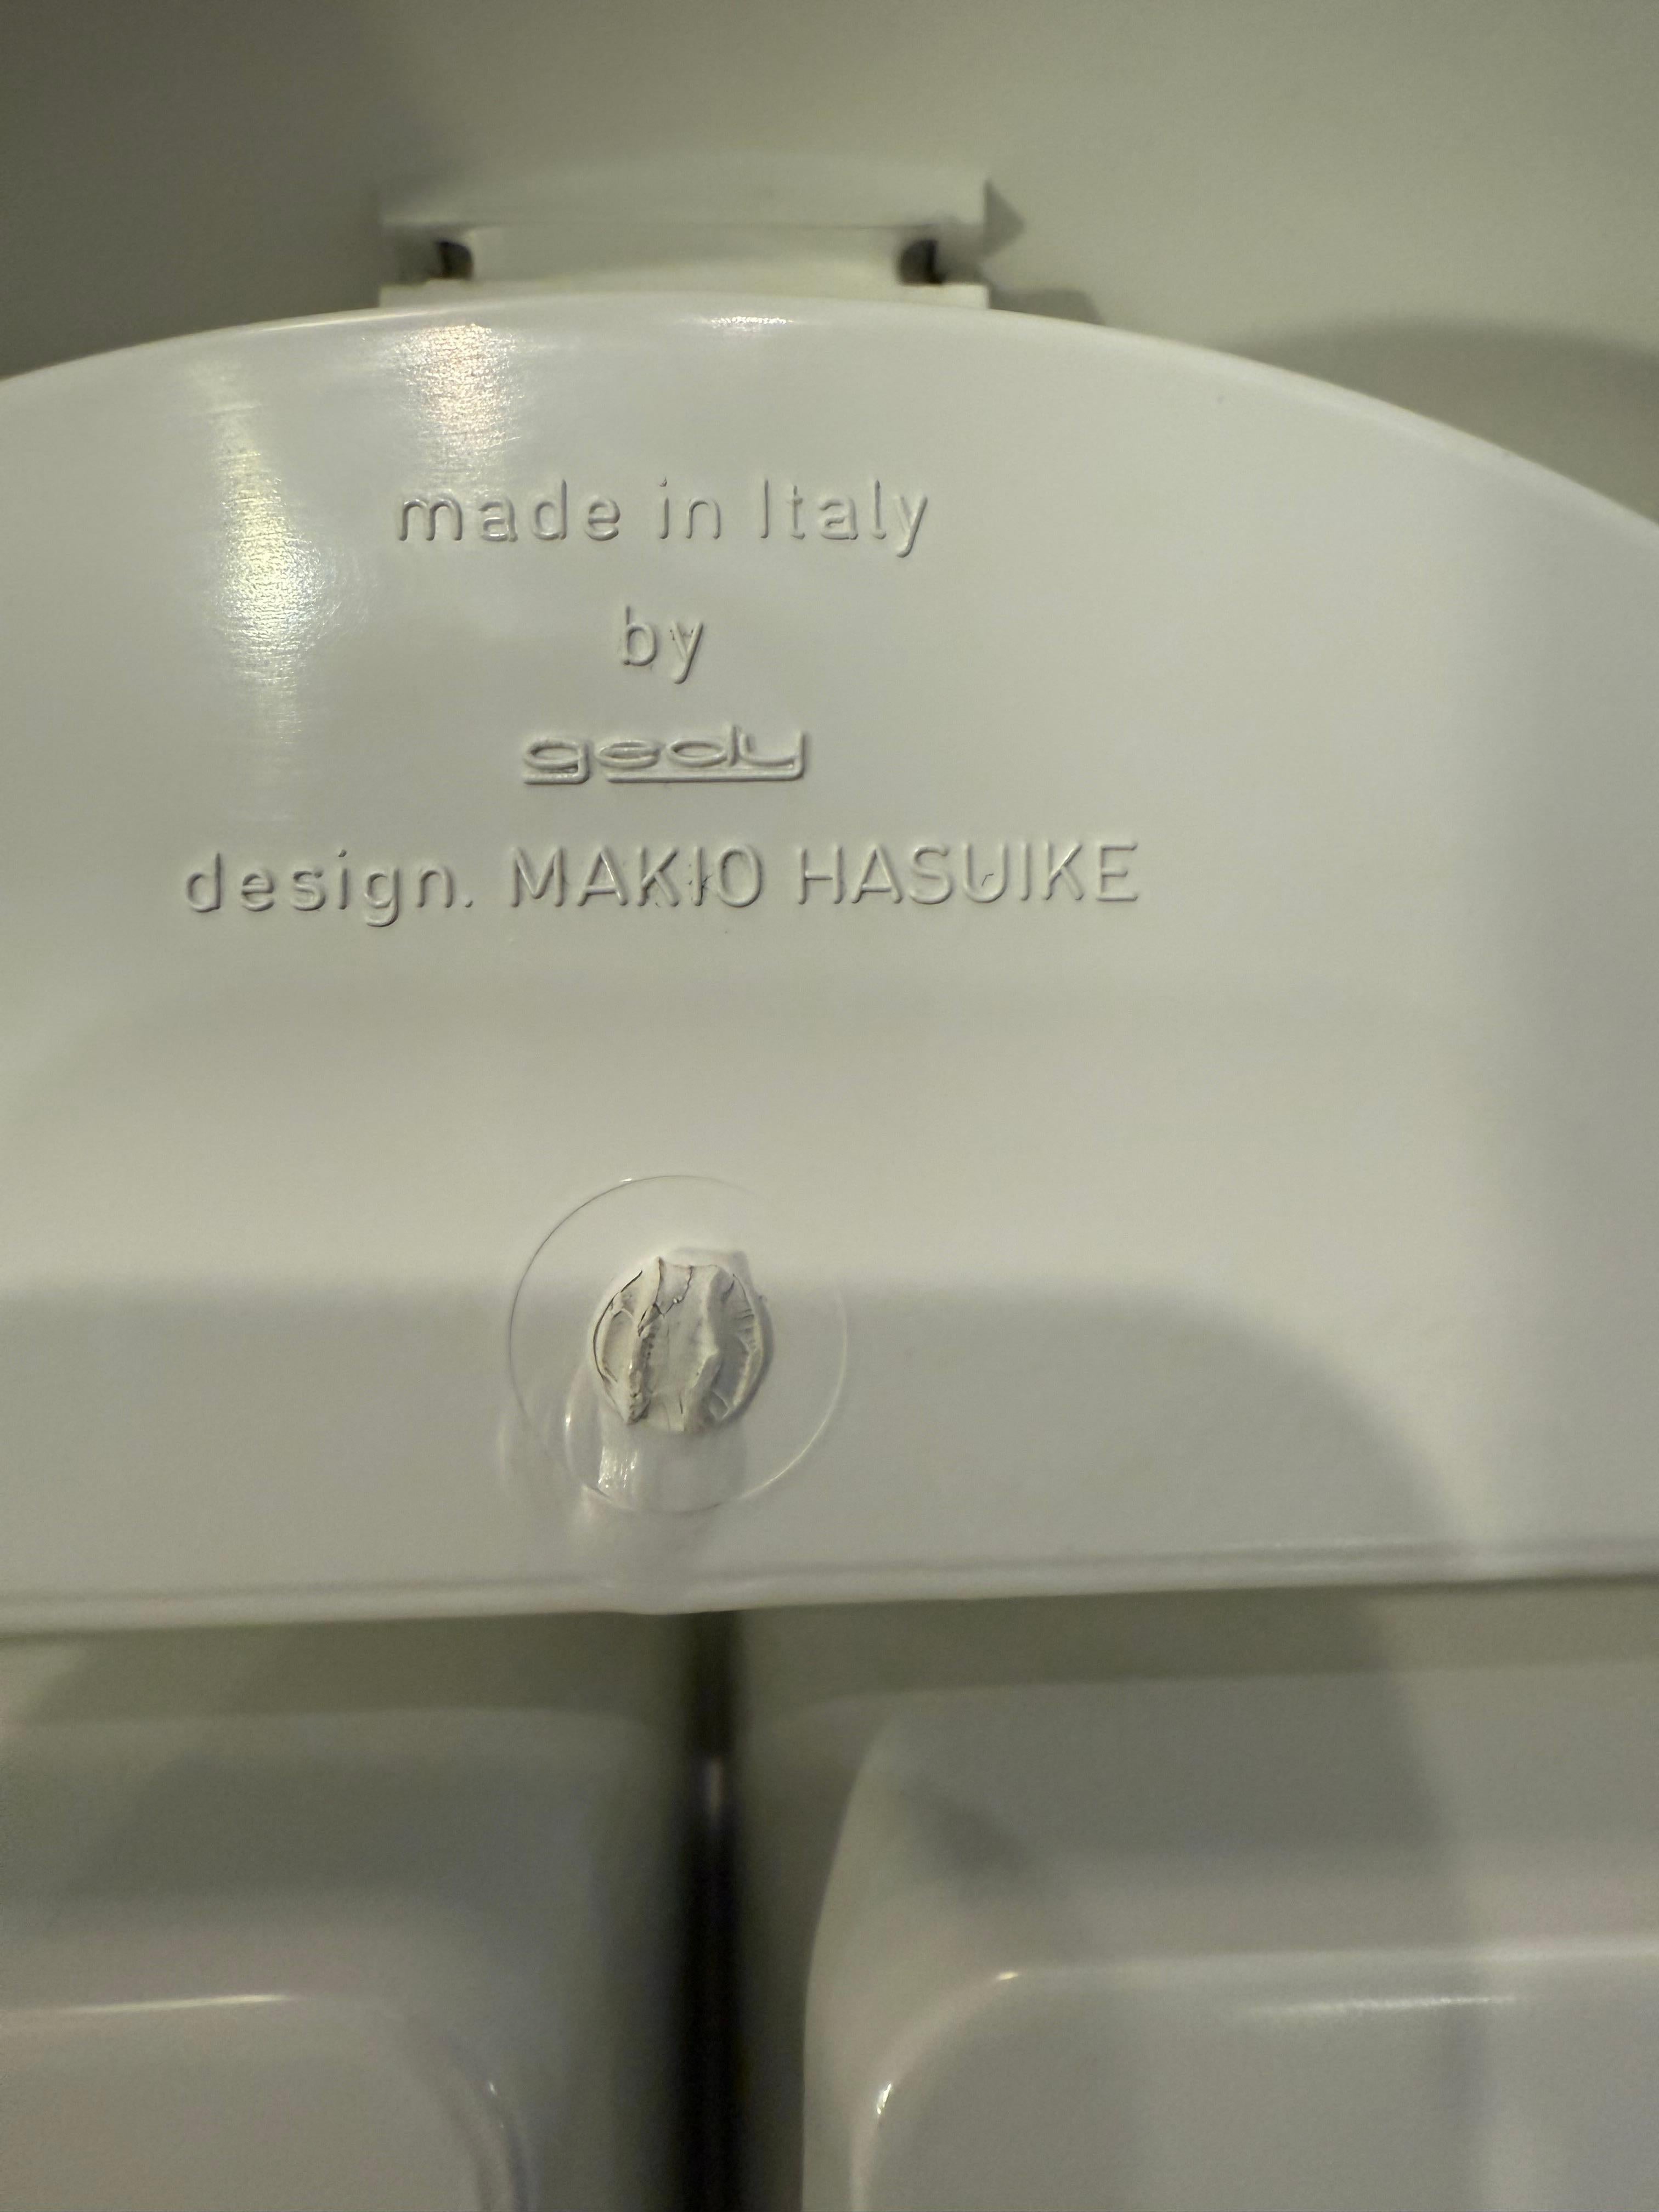 made in Italy
by
gedy
design. MAKIO HASUIKE